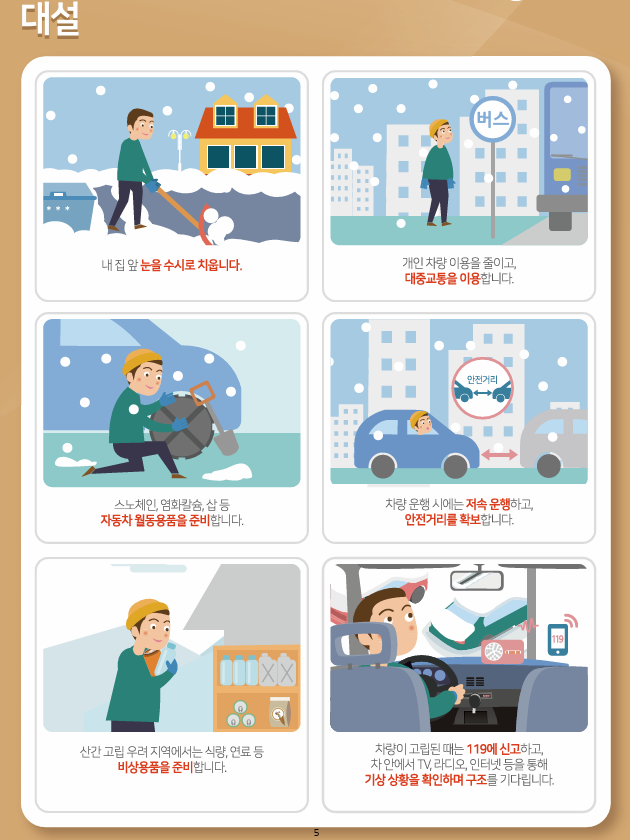 대설
내 집 앞 눈을 수시로 치웁니다.
버스
개인 차량 이용을 줄이고,
대중교통을 이용합니다.
스노체인, 염화칼슘, 삽 등
자동차 월동용품을 준비합니다.
안전거리
차량 운행 시에는 저속 운행하고,
안전거리를 확보합니다.
산간 고립 우려 지역에서는 식량, 연료 등
비상용품을 준비합니다.
119
차량이 고립된 때는 119에 신고하고,
차 안에서 TV, 라디오, 인터넷 등을 통해
기상 상황을 확인하며 구조를 기다립니다.
5